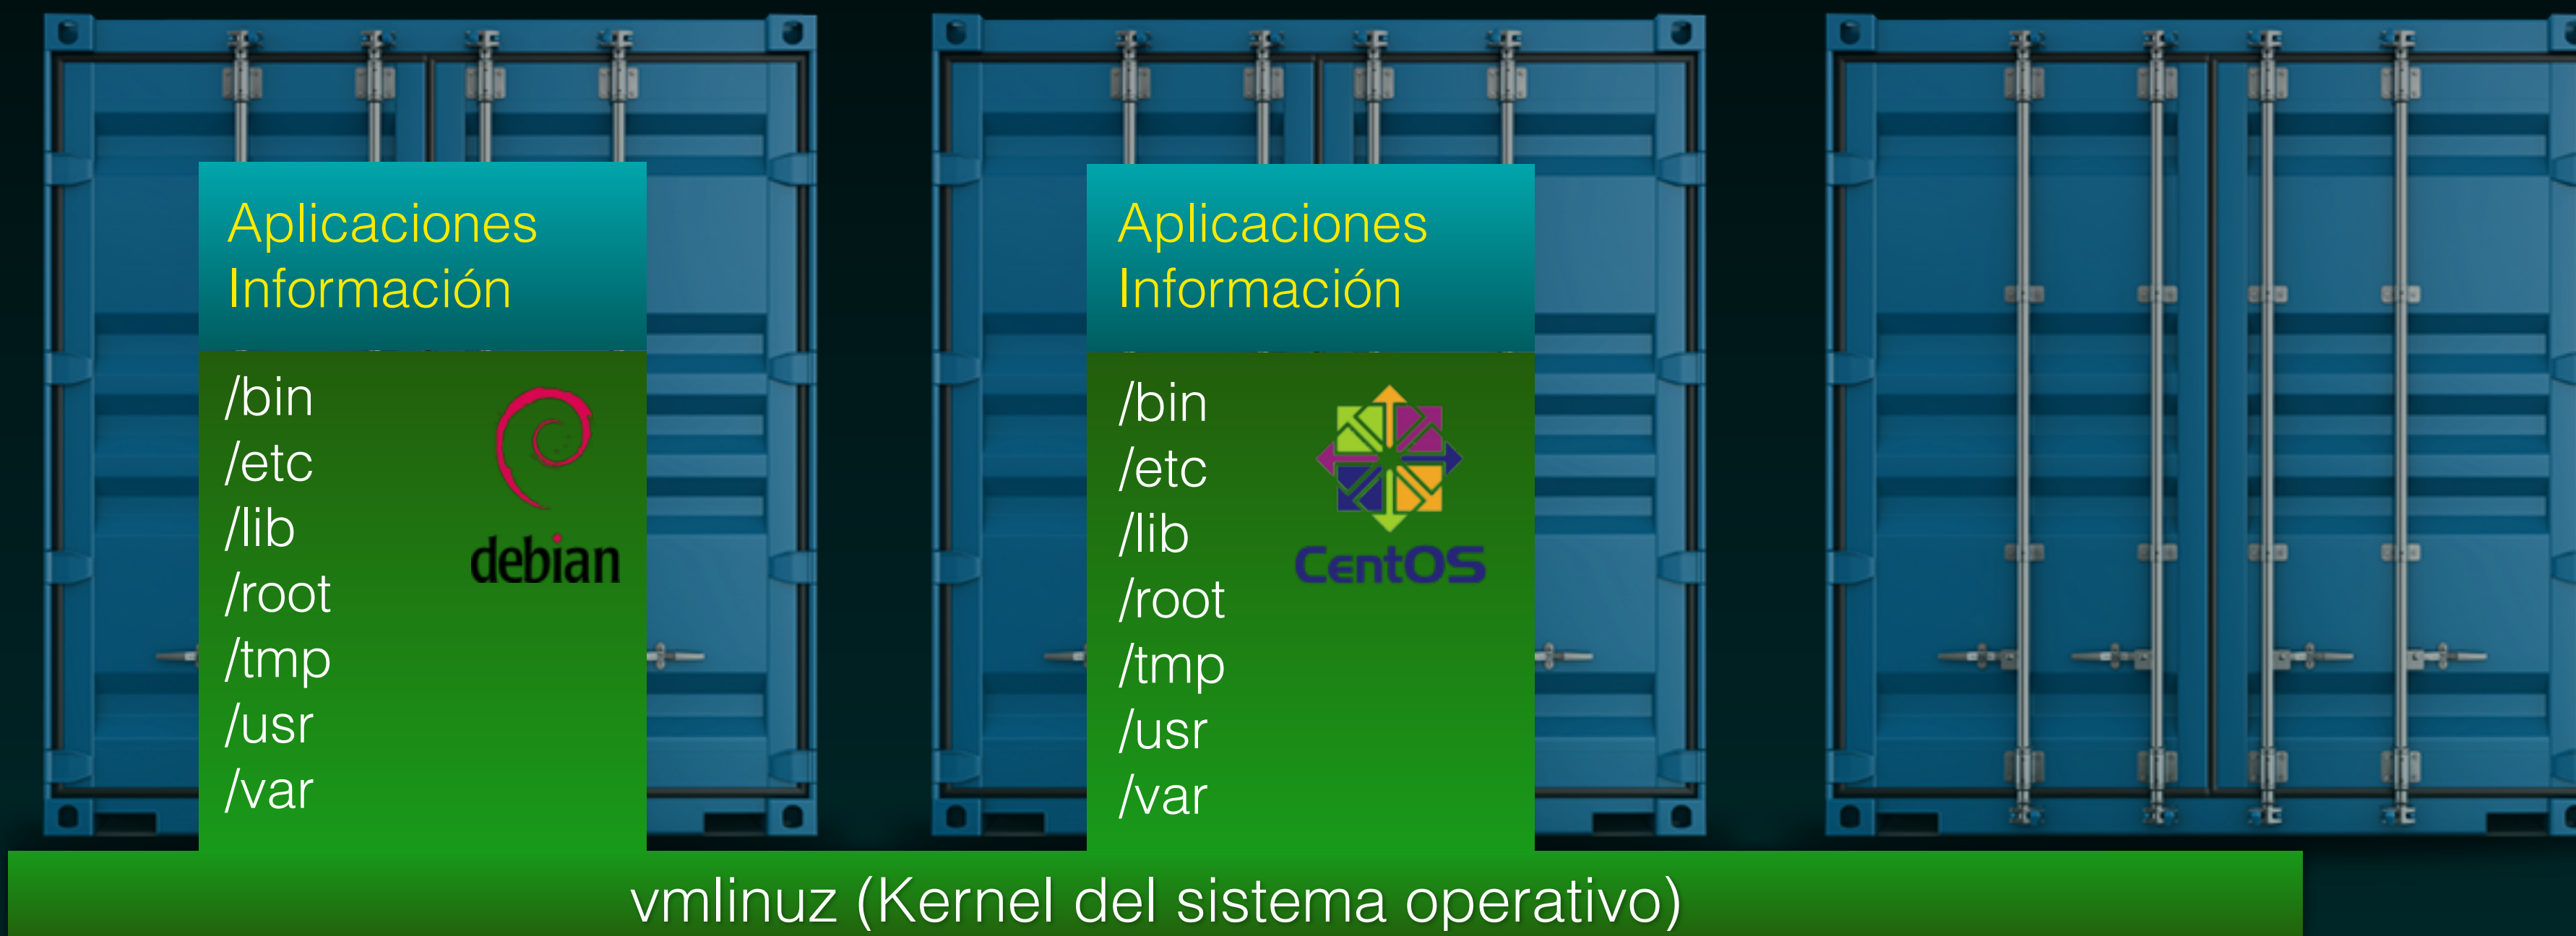 Aplicaciones
Información
/bin
/etc
/lib
/root
/tmp
/usr
/var
debian
Aplicaciones
Información
/bin
/etc
/lib
/root
/tmp
/usr
/var
CentOS
vmlinuz (Kernel del sistema operativo)